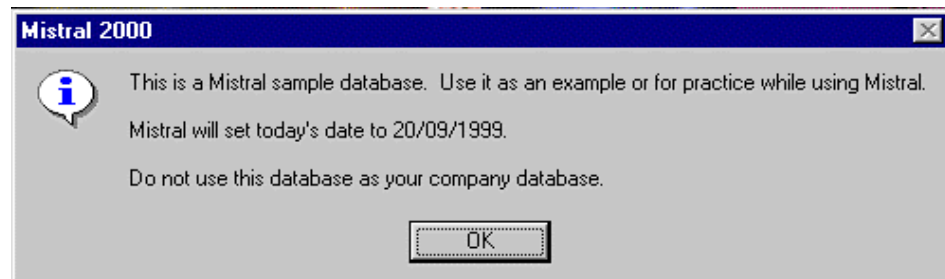 Mistral 2000
This is a Mistral sample database.  Use it as an example or for practice while using Mistral.
Mistral will set today's date to 20/09/1999.
Do not use this database as your company database.
OK